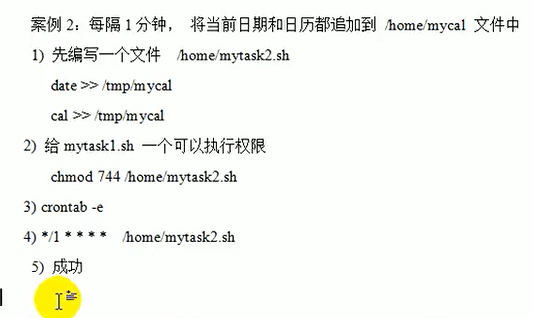 案例2：每隔1分钟， 将当前日期和日历都追加到 /home/mycal 文件中
1) 先编写一个文件 /home/mytask2.sh
date >> /tmp/mycal
cal >> /tmp/mycal
2) 给 mytask1.sh 一个可以执行权限
chmod 744 /home/mytask2.sh
3) crontab -e
4) */1 * * * * /home/mytask2.sh
5) 成功